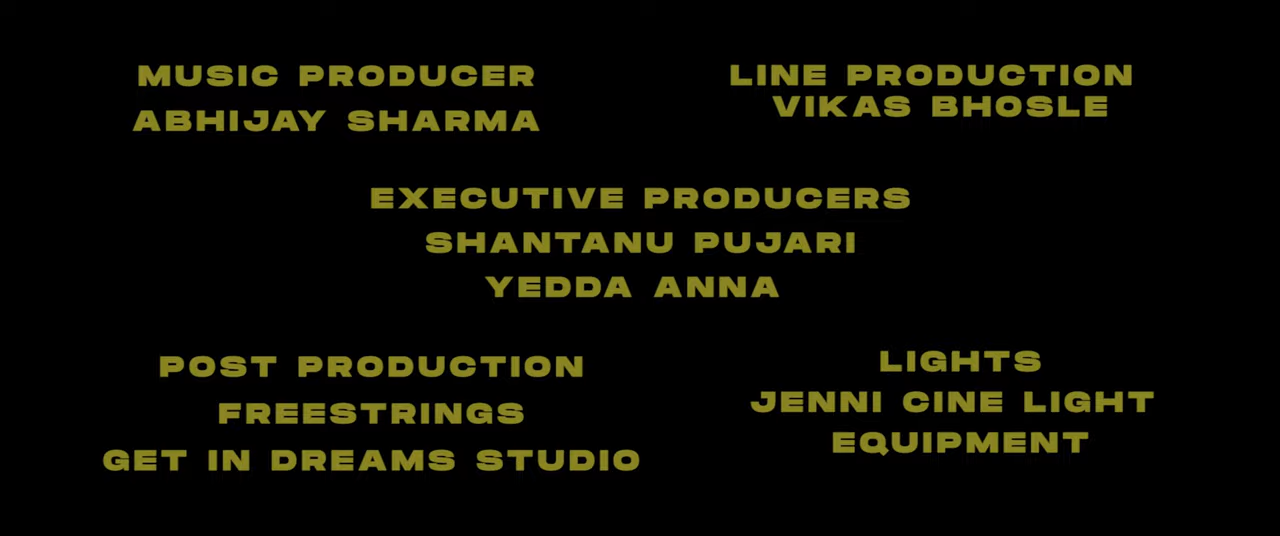 MUSIC PRODUCER
ABHIJAY SHARMA
LINE PRODUCTION
VIKAS BHOSLE
EXECUTIVE PRODUCERS
SHANTANU PUJARI
YEDDA ANNA
POST PRODUCTION
FREESTRINGS
GET IN DREAMS STUDIO
LIGHTS
JENNI CINE LIGHT
EQUIPMENT